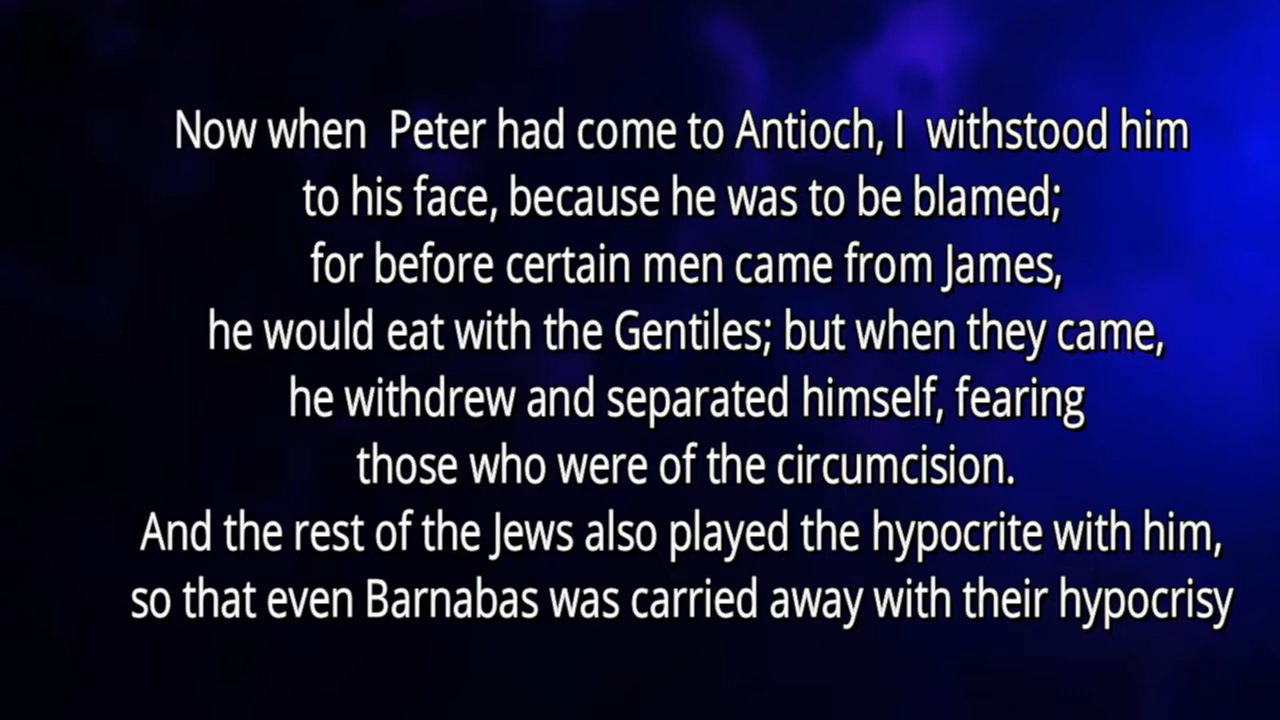 Now when  Peter had come to Antioch, I  withstood him
to his face, because he was to be blamed;
for before certain men came from James,
he would eat with the Gentiles; but when they came,
he withdrew and separated himself, fearing
those who were of the circumcision.
And the rest of the Jews also played the hypocrite with him,
so that even Barnabas was carried away with their hypocrisy